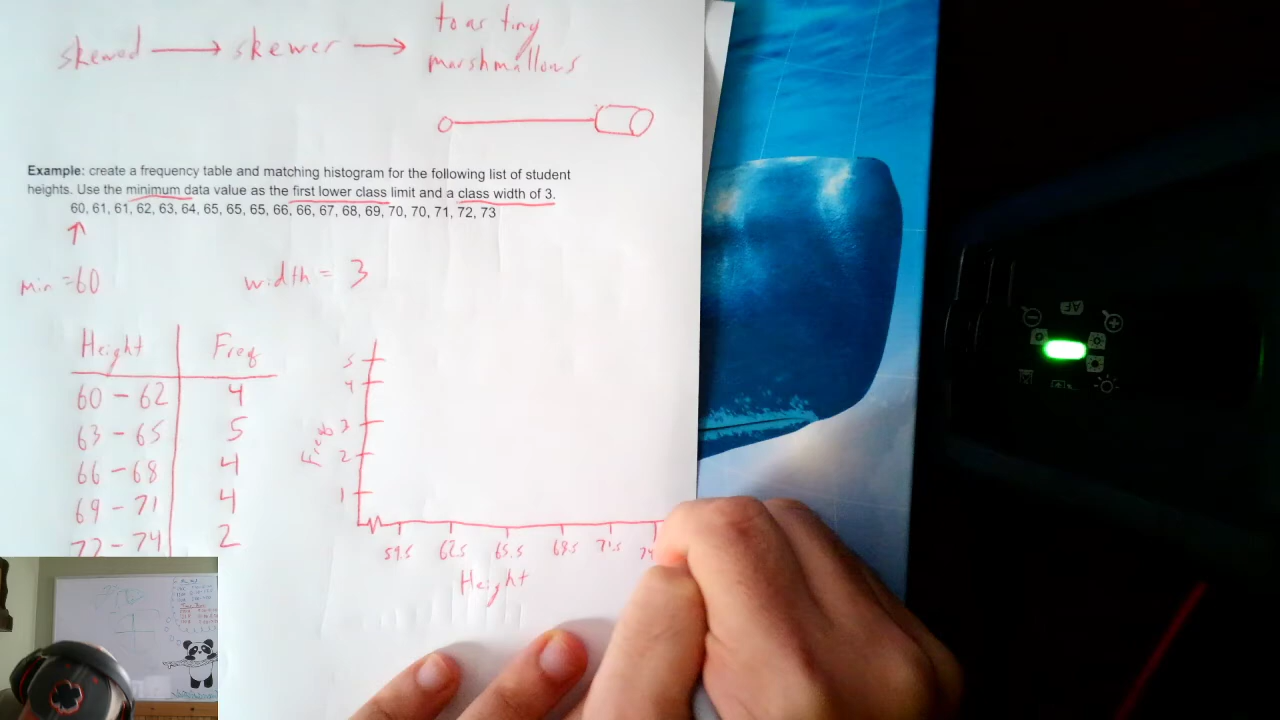 skewed → skewer → toasting
marshmallows
Example: create a frequency table and matching histogram for the following list of student
heights. Use the minimum data value as the first lower class limit and a class width of 3.
60, 61, 61, 62, 63, 64, 65, 65, 65, 66, 66, 67, 68, 69, 70, 70, 71, 72, 73
Min = 60
width = 3
Height Freq
60 - 62 4
63 - 65 5
66 - 68 4
69 - 71 4
72 - 74 2
5
4
3
2
1
59.5 62.5 65.5 68.5 71.5 74
Height
AF